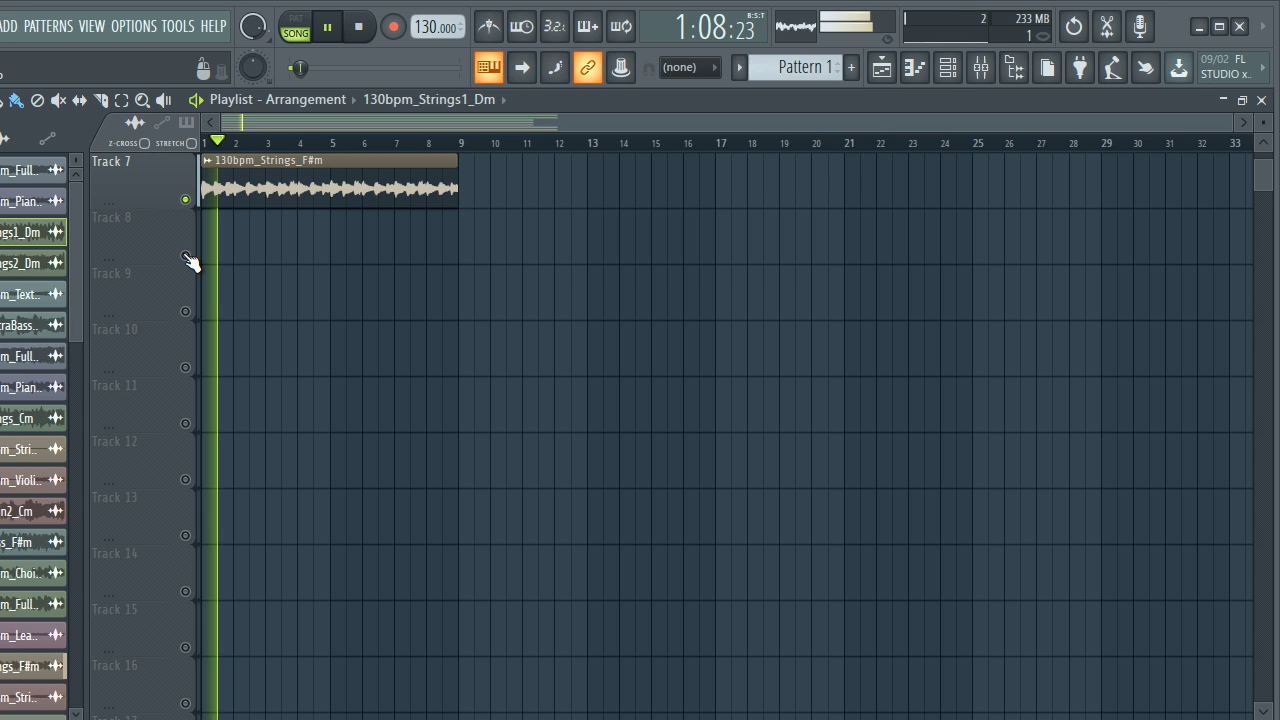 ADD PATTERNS VIEW OPTIONS TOOLS HELP
PAT
SONG
130.000
3.2.
1:08:23
B:S:T
2
233 MB
1
(none)
Pattern 1
+
09/02 FL
STUDIO x..
Playlist - Arrangement › 130bpm_Strings1_Dm ›
Z-CROSS STRETCH
1 2 3 4 5 6 7 8 9 10 11 12 13 14 15 16 17 18 19 20 21 22 23 24 25 26 27 28 29 30 31 32 33
m_Full..
m_Pian..
ngs1_Dm
ngs2_Dm
m_Text..
traBass..
m_Full..
m_Pian..
ngs_Cm
m_Stri..
m_Violi..
n2_Cm
ss_F#m
m_Choi..
m_Full..
m_Lea..
ngs_F#m
m_Stri..
Track 7
130bpm_Strings_F#m
...
Track 8
...
Track 9
...
Track 10
...
Track 11
...
Track 12
...
Track 13
...
Track 14
...
Track 15
...
Track 16
...